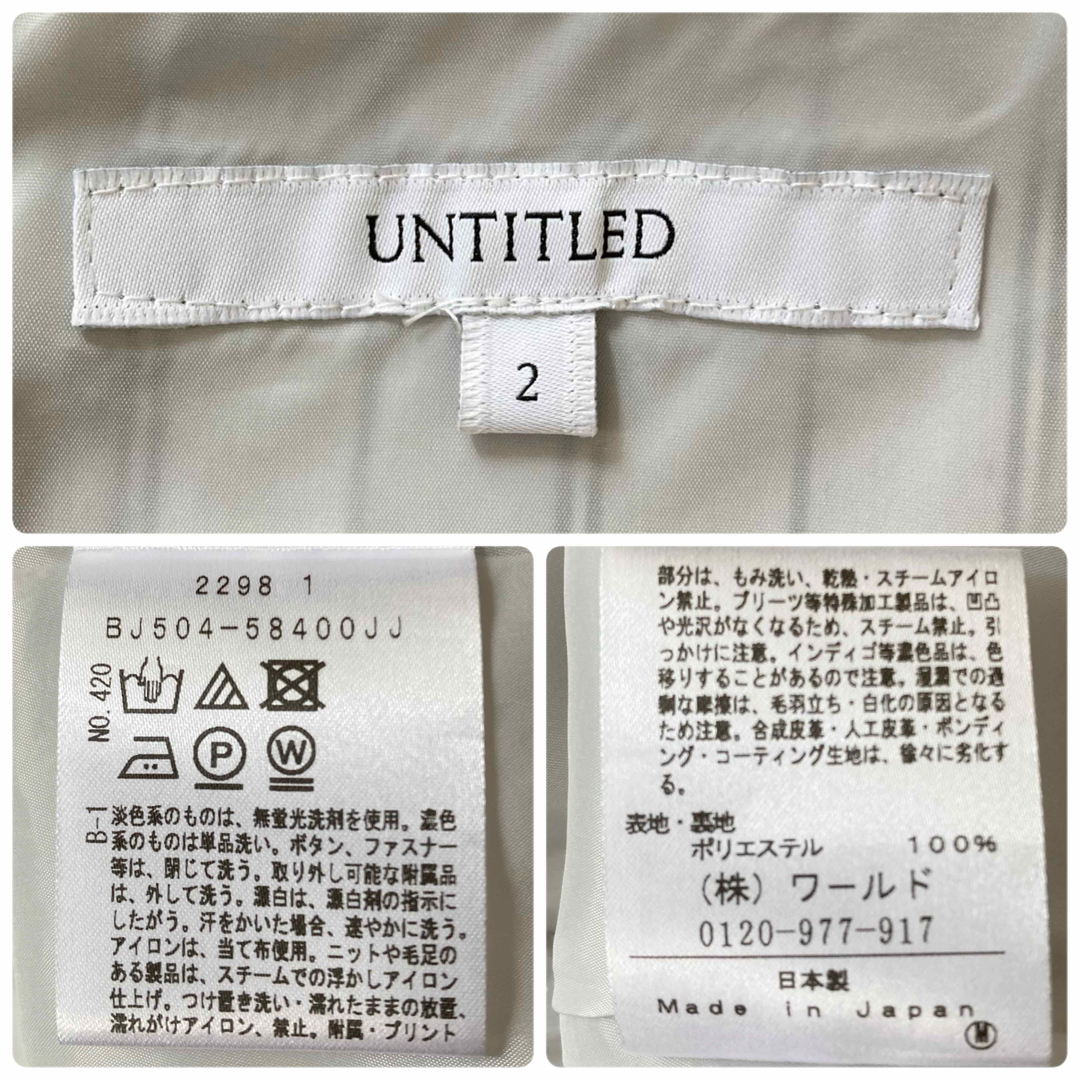 UNTITLED
2
2298 1
BJ504-58400JJ
NO.420
P
W
B-1
淡色系のものは、無蛍光洗剤を使用。濃色
系のものは単品洗い。ボタン、ファスナー
等は、閉じて洗う。取り外し可能な附属品
は、外して洗う。漂白は、漂白剤の指示に
したがう。汗をかいた場合、速やかに洗う。
アイロンは、当て布使用。ニットや毛足の
ある製品は、スチームでの浮かしアイロン
仕上げ。つけ置き洗い・濡れたままの放置、
濡れがけアイロン、禁止。附属・プリント
部分は、もみ洗い、乾熱・スチームアイロ
ン禁止。プリーツ等特殊加工製品は、凹凸
や光沢がなくなるため、スチーム禁止。引
っかけに注意。インディゴ等濃色品は、色
移りすることがあるので注意。湿潤での過
剰な摩擦は、毛羽立ち・白化の原因となる
ため注意。合成皮革・人工皮革・ボンディ
ング・コーティング生地は、徐々に劣化す
る。
表地・裏地
ポリエステル 100%
(株) ワールド
0120-977-917
日本製
Made in Japan
M